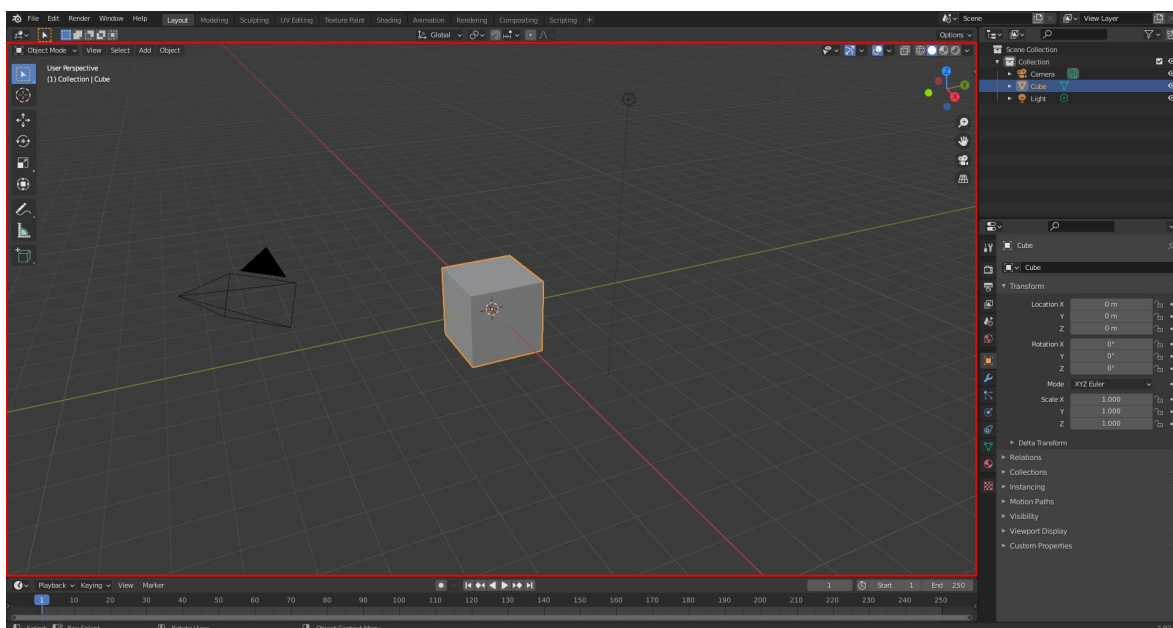 File Edit Render Window Help Layout Modeling Sculpting UV Editing Texture Paint Shading Animation Rendering Compositing Scripting + Scene View Layer
Global Options
Object Mode View Select Add Object
User Perspective
(1) Collection | Cube
Z
Y
X
Scene Collection
Collection
Camera
Cube
Light
Cube
Cube
Transform
Location X 0 m
Y 0 m
Z 0 m
Rotation X 0°
Y 0°
Z 0°
Mode XYZ Euler
Scale X 1.000
Y 1.000
Z 1.000
Delta Transform
Relations
Collections
Instancing
Motion Paths
Visibility
Viewport Display
Custom Properties
Playback Keying View Marker 1 Start 1 End 250
1 10 20 30 40 50 60 70 80 90 100 110 120 130 140 150 160 170 180 190 200 210 220 230 240 250
Select Box Select Rotate View Object Context Menu